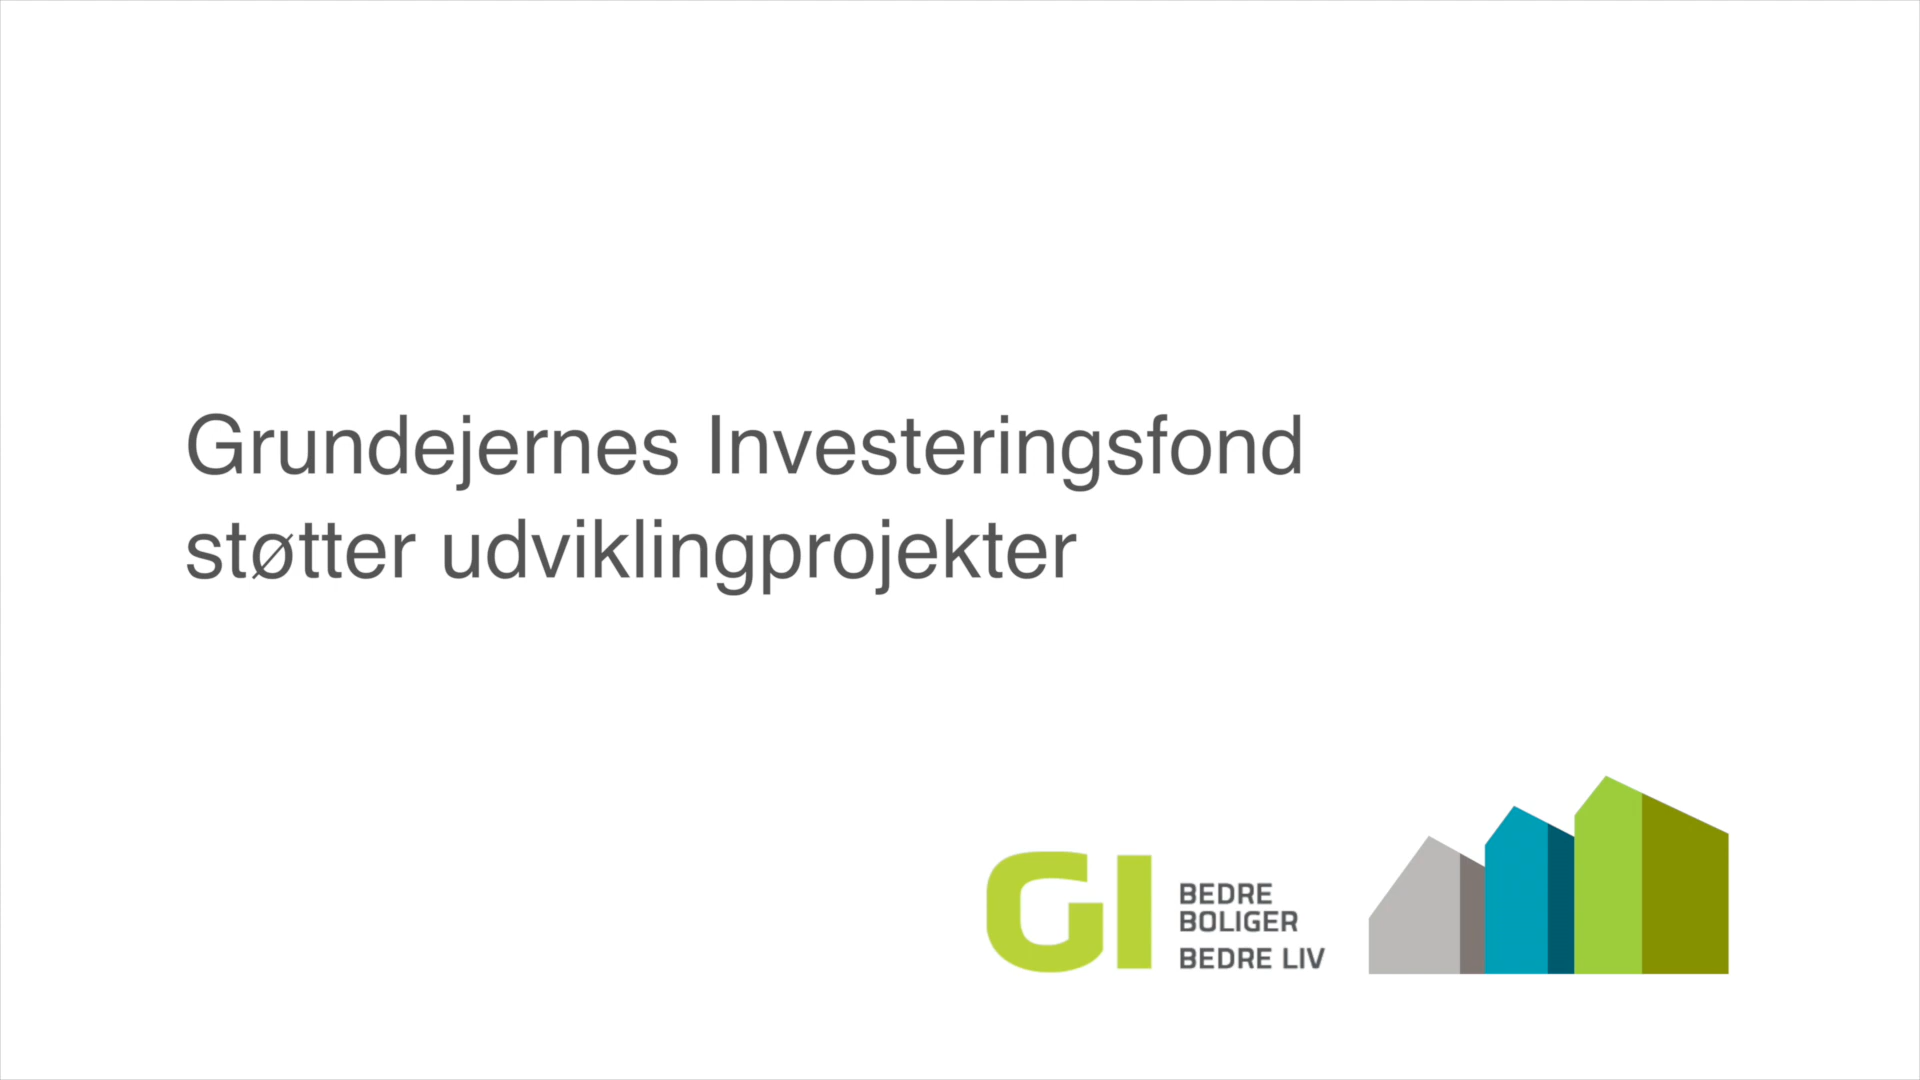 Grundejernes Investeringsfond
støtter udviklingprojekter
GI
BEDRE
BOLIGER
BEDRE LIV